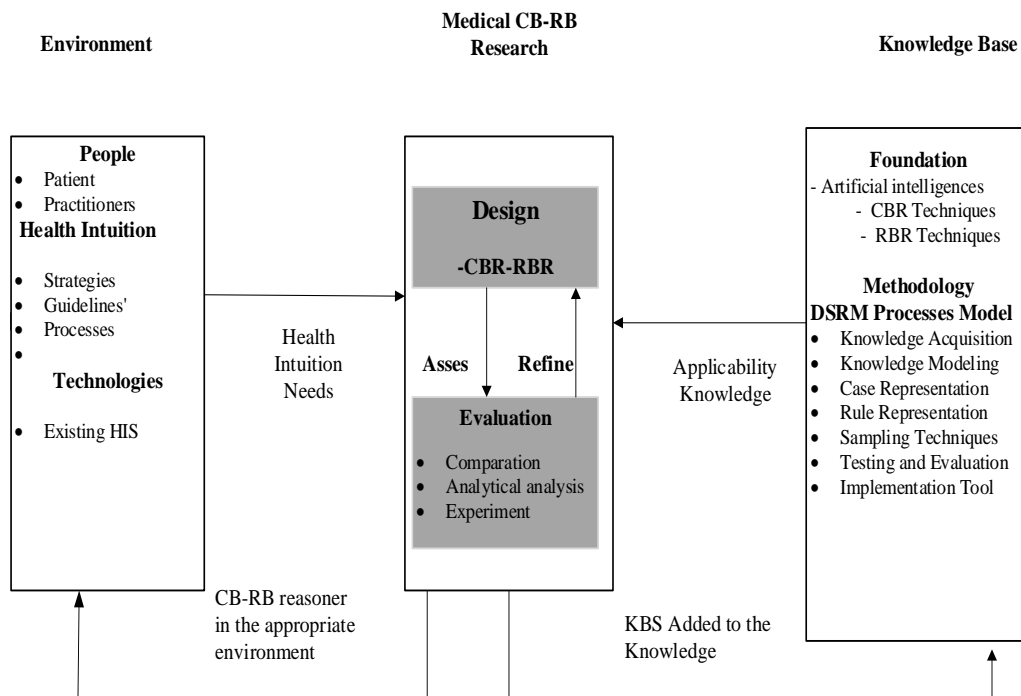 Environment
Medical CB-RB
Research
Knowledge Base
People
• Patient
• Practitioners
Health Intuition
• Strategies
• Guidelines'
• Processes
•
Technologies
• Existing HIS
Health
Intuition
Needs
Design
-CBR-RBR
Asses
Refine
Evaluation
• Comparation
• Analytical analysis
• Experiment
Applicability
Knowledge
Foundation
- Artificial intelligences
- CBR Techniques
- RBR Techniques
Methodology
DSRM Processes Model
• Knowledge Acquisition
• Knowledge Modeling
• Case Representation
• Rule Representation
• Sampling Techniques
• Testing and Evaluation
• Implementation Tool
CB-RB reasoner
in the appropriate
environment
KBS Added to the
Knowledge